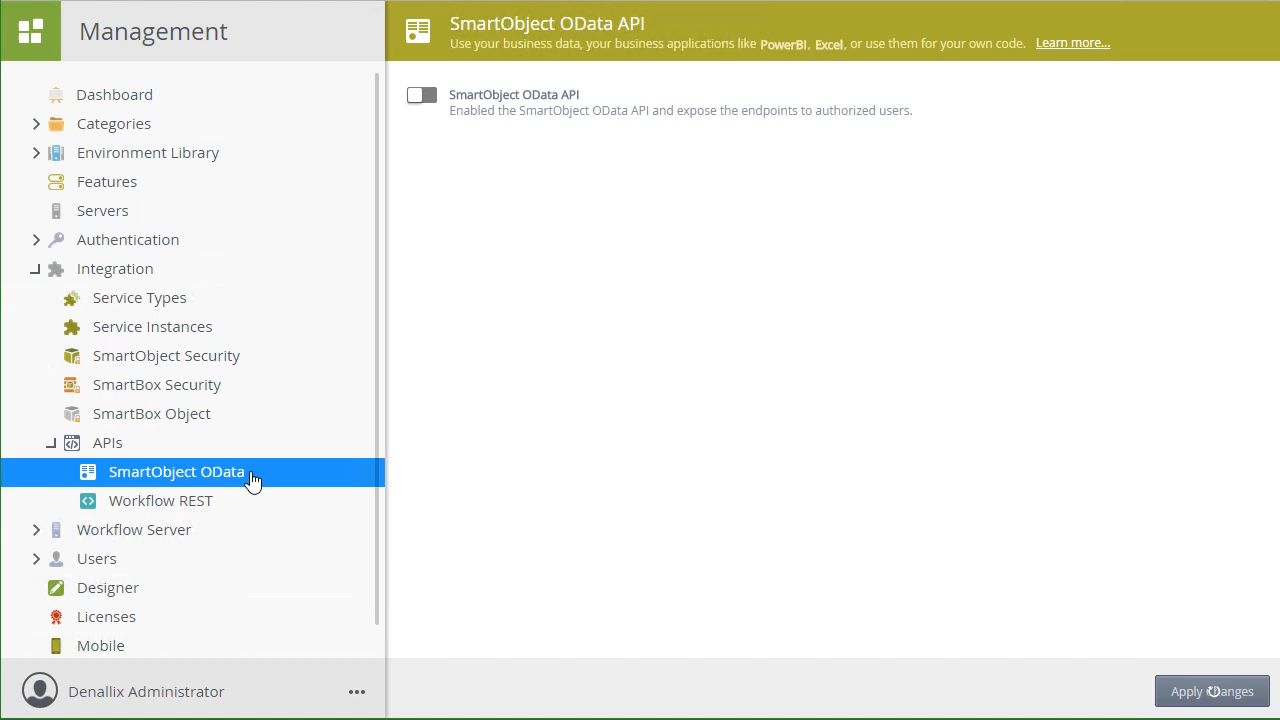 Management
Dashboard
Categories
Environment Library
Features
Servers
Authentication
Integration
Service Types
Service Instances
SmartObject Security
SmartBox Security
SmartBox Object
APIs
SmartObject OData
Workflow REST
Workflow Server
Users
Designer
Licenses
Mobile
Denallix Administrator
SmartObject OData API
Use your business data, your business applications like PowerBI, Excel, or use them for your own code. Learn more...
SmartObject OData API
Enabled the SmartObject OData API and expose the endpoints to authorized users.
Apply Changes